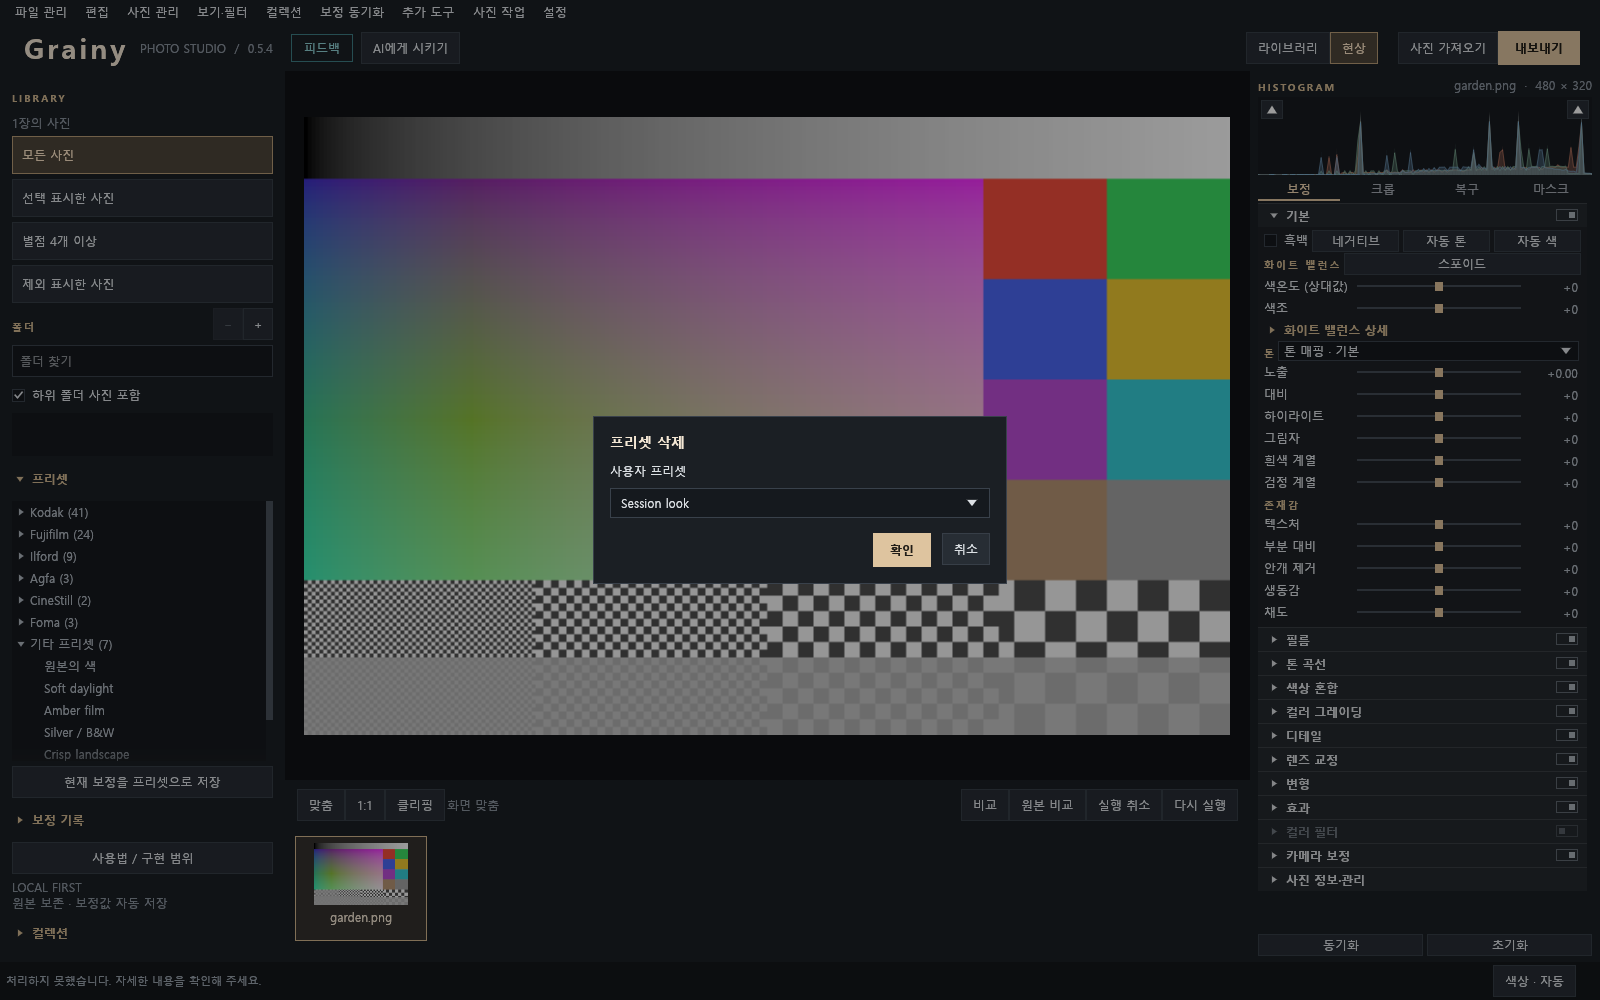 파일 관리 편집 사진 관리 보기·필터 컬렉션 보정 동기화 추가 도구 사진 작업 설정
Grainy PHOTO STUDIO / 0.5.4 피드백 AI에게 시키기 라이브러리 현상 사진 가져오기 내보내기
LIBRARY
1장의 사진
모든 사진
선택 표시한 사진
별점 4개 이상
제외 표시한 사진
폴더 − +
폴더 찾기
하위 폴더 사진 포함
프리셋
Kodak (41)
Fujifilm (24)
Ilford (9)
Agfa (3)
CineStill (2)
Foma (3)
기타 프리셋 (7)
원본의 색
Soft daylight
Amber film
Silver / B&W
Crisp landscape
현재 보정을 프리셋으로 저장
보정 기록
사용법 / 구현 범위
LOCAL FIRST
원본 보존 · 보정값 자동 저장
컬렉션
프리셋 삭제
사용자 프리셋
Session look
확인 취소
맞춤 1:1 클리핑 화면 맞춤 비교 원본 비교 실행 취소 다시 실행
garden.png
HISTOGRAM garden.png · 480 × 320
보정 크롭 복구 마스크
기본
흑백 네거티브 자동 톤 자동 색
화이트 밸런스 스포이드
색온도 (상대값) +0
색조 +0
화이트 밸런스 상세
톤 톤 매핑 · 기본
노출 +0.00
대비 +0
하이라이트 +0
그림자 +0
흰색 계열 +0
검정 계열 +0
존재감
텍스처 +0
부분 대비 +0
안개 제거 +0
생동감 +0
채도 +0
필름
톤 곡선
색상 혼합
컬러 그레이딩
디테일
렌즈 교정
변형
효과
컬러 필터
카메라 보정
사진 정보·관리
동기화 초기화
처리하지 못했습니다. 자세한 내용을 확인해 주세요. 색상 · 자동